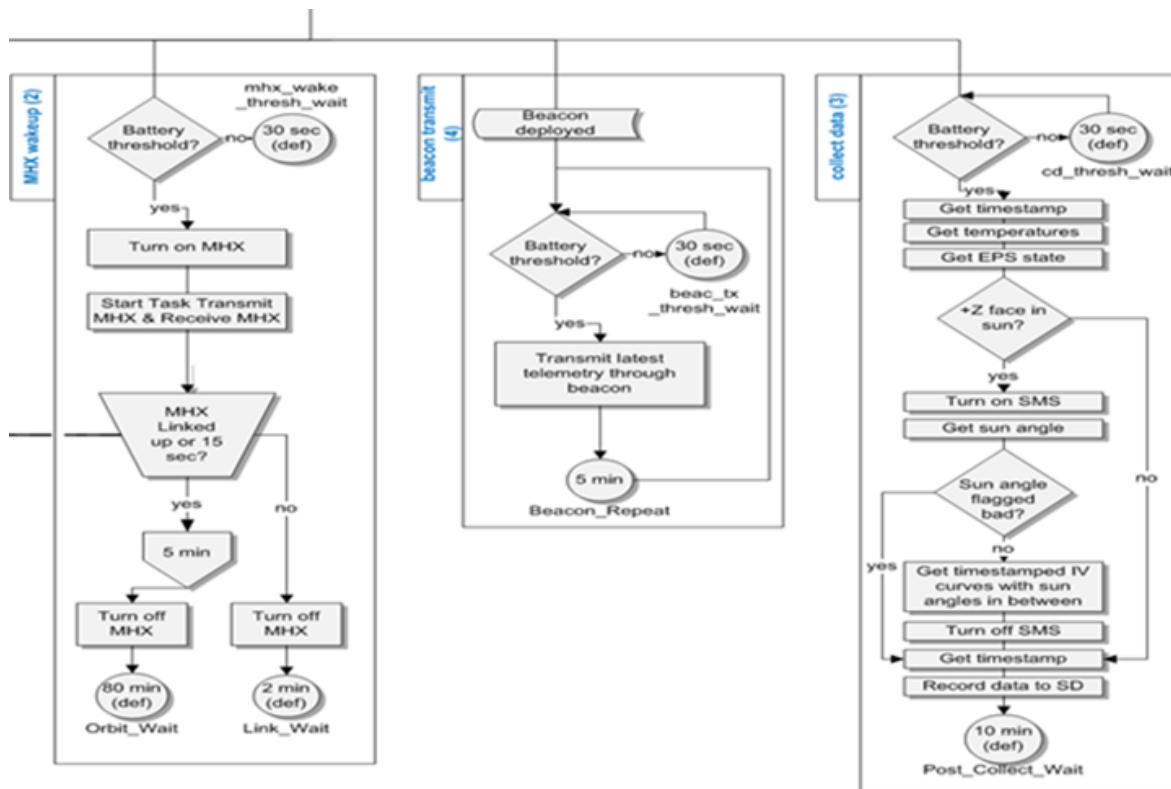 MHX wakeup (2)
mhx_wake
_thresh_wait
Battery
threshold?
no
30 sec
(def)
yes
Turn on MHX
Start Task Transmit
MHX & Receive MHX
MHX
Linked
up or 15
sec?
yes
no
5 min
Turn off
MHX
Turn off
MHX
80 min
(def)
2 min
(def)
Orbit_Wait
Link_Wait
beacon transmit
(4)
Beacon
deployed
Battery
threshold?
no
30 sec
(def)
beac_tx
_thresh_wait
yes
Transmit latest
telemetry through
beacon
5 min
Beacon_Repeat
collect data (3)
Battery
threshold?
no
30 sec
(def)
cd_thresh_wait
yes
Get timestamp
Get temperatures
Get EPS state
+Z face in
sun?
yes
no
Turn on SMS
Get sun angle
Sun angle
flagged
bad?
no
yes
Get timestamped IV
curves with sun
angles in between
Turn off SMS
Get timestamp
Record data to SD
10 min
(def)
Post_Collect_Wait